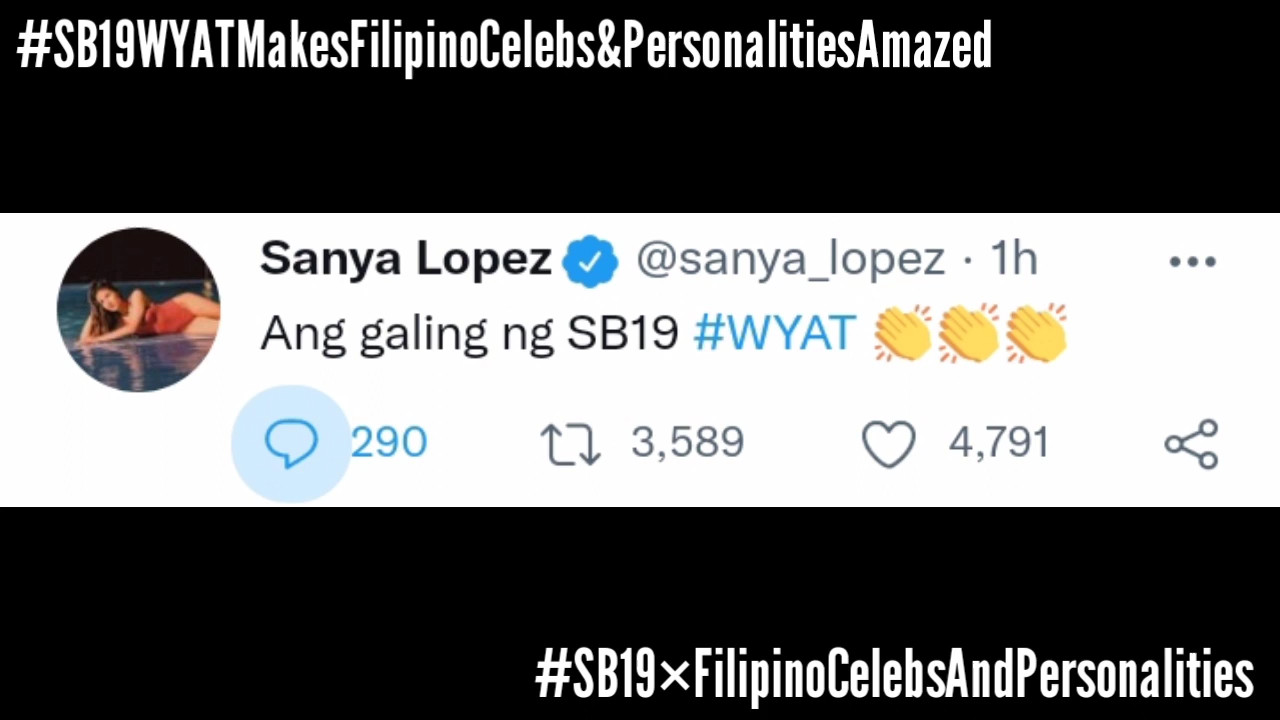 #SB19WYATMakesFilipinoCelebs&PersonalitiesAmazed
Sanya Lopez @sanya_lopez · 1h
Ang galing ng SB19 #WYAT 👏👏👏
290 3,589 4,791
#SB19×FilipinoCelebsAndPersonalities